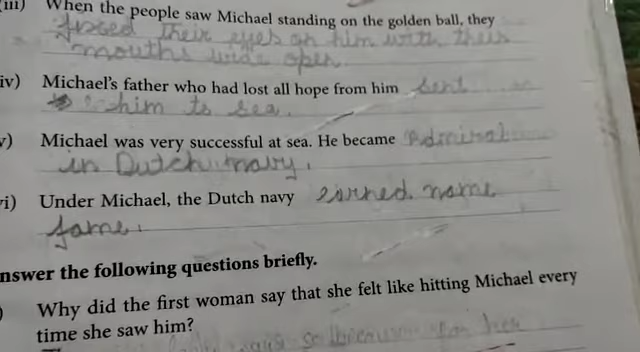 iii) When the people saw Michael standing on the golden ball, they
fixed their eyes on him with their
mouths wide open.
iv) Michael's father who had lost all hope from him sent
him to sea.
v) Michael was very successful at sea. He became Admiral
in Dutch navy.
vi) Under Michael, the Dutch navy earned name
fame.
nswer the following questions briefly.
Why did the first woman say that she felt like hitting Michael every
time she saw him?
so because for her